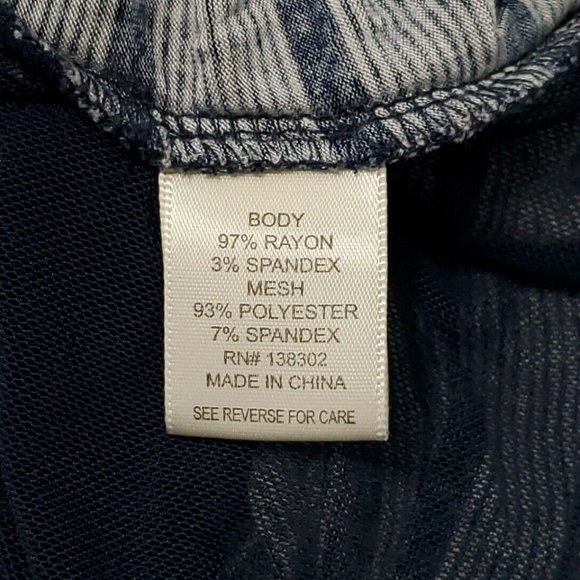 BODY
97% RAYON
3% SPANDEX
MESH
93% POLYESTER
7% SPANDEX
RN# 138302
MADE IN CHINA
SEE REVERSE FOR CARE